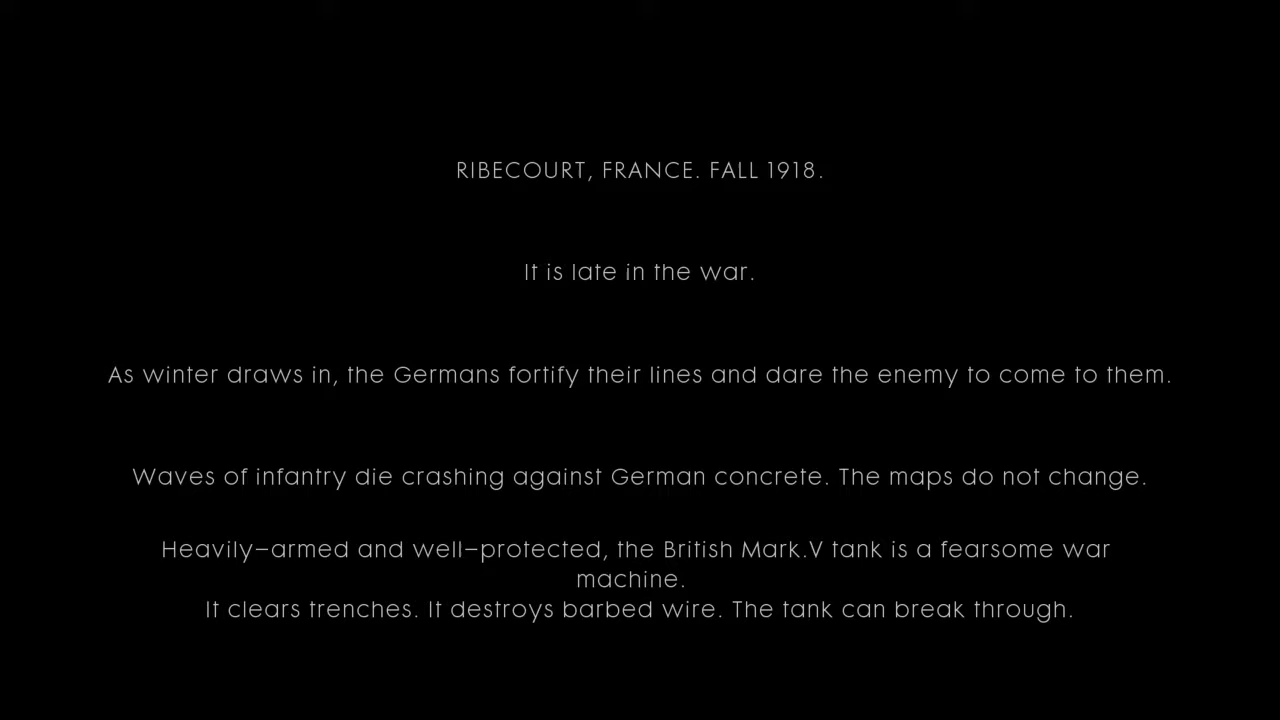 RIBECOURT, FRANCE. FALL 1918.
It is late in the war.
As winter draws in, the Germans fortify their lines and dare the enemy to come to them.
Waves of infantry die crashing against German concrete. The maps do not change.
Heavily–armed and well–protected, the British Mark.V tank is a fearsome war
machine.
It clears trenches. It destroys barbed wire. The tank can break through.